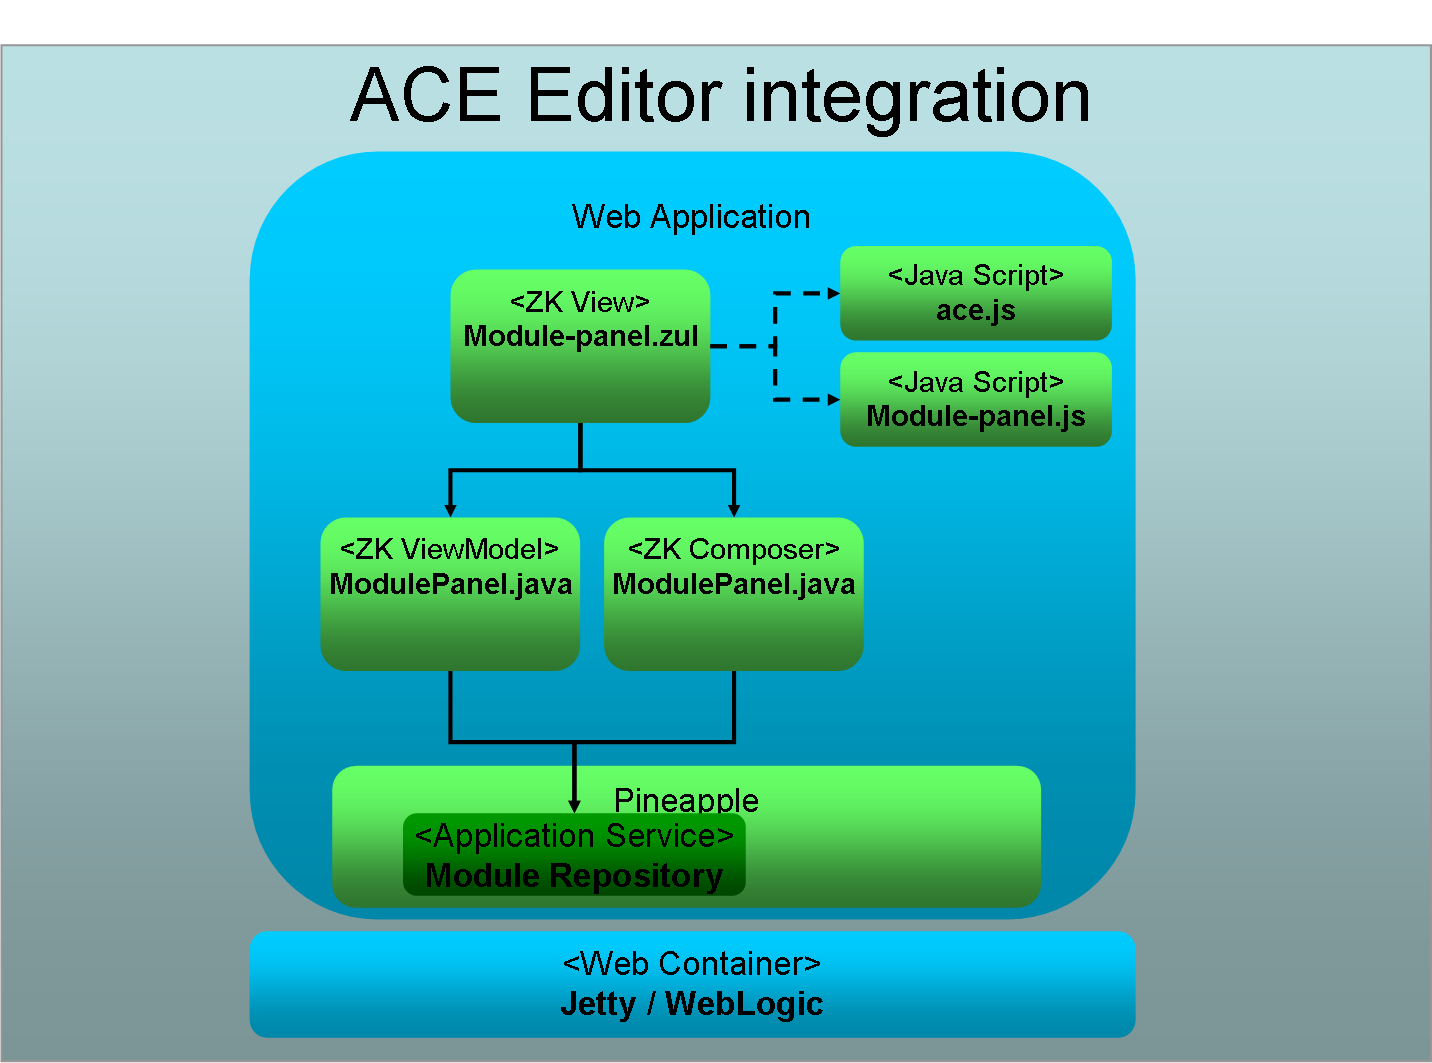 ACE Editor integration
Web Application
<ZK View>
Module-panel.zul
<Java Script>
ace.js
<Java Script>
Module-panel.js
<ZK ViewModel>
ModulePanel.java
<ZK Composer>
ModulePanel.java
Pineapple
<Application Service>
Module Repository
<Web Container>
Jetty / WebLogic